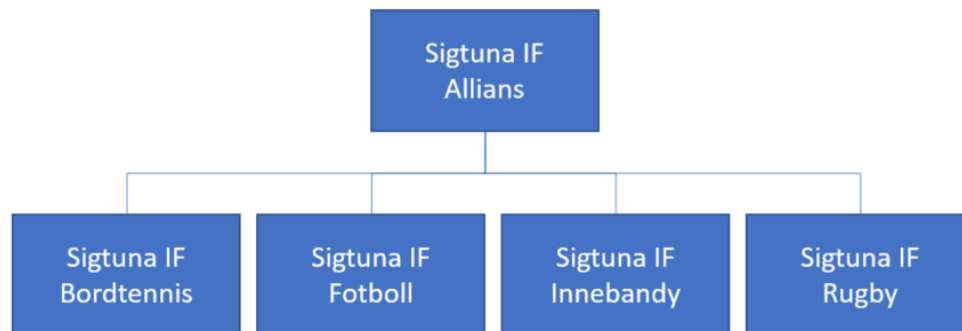 Sigtuna IF
Allians
Sigtuna IF
Bordtennis
Sigtuna IF
Fotboll
Sigtuna IF
Innebandy
Sigtuna IF
Rugby